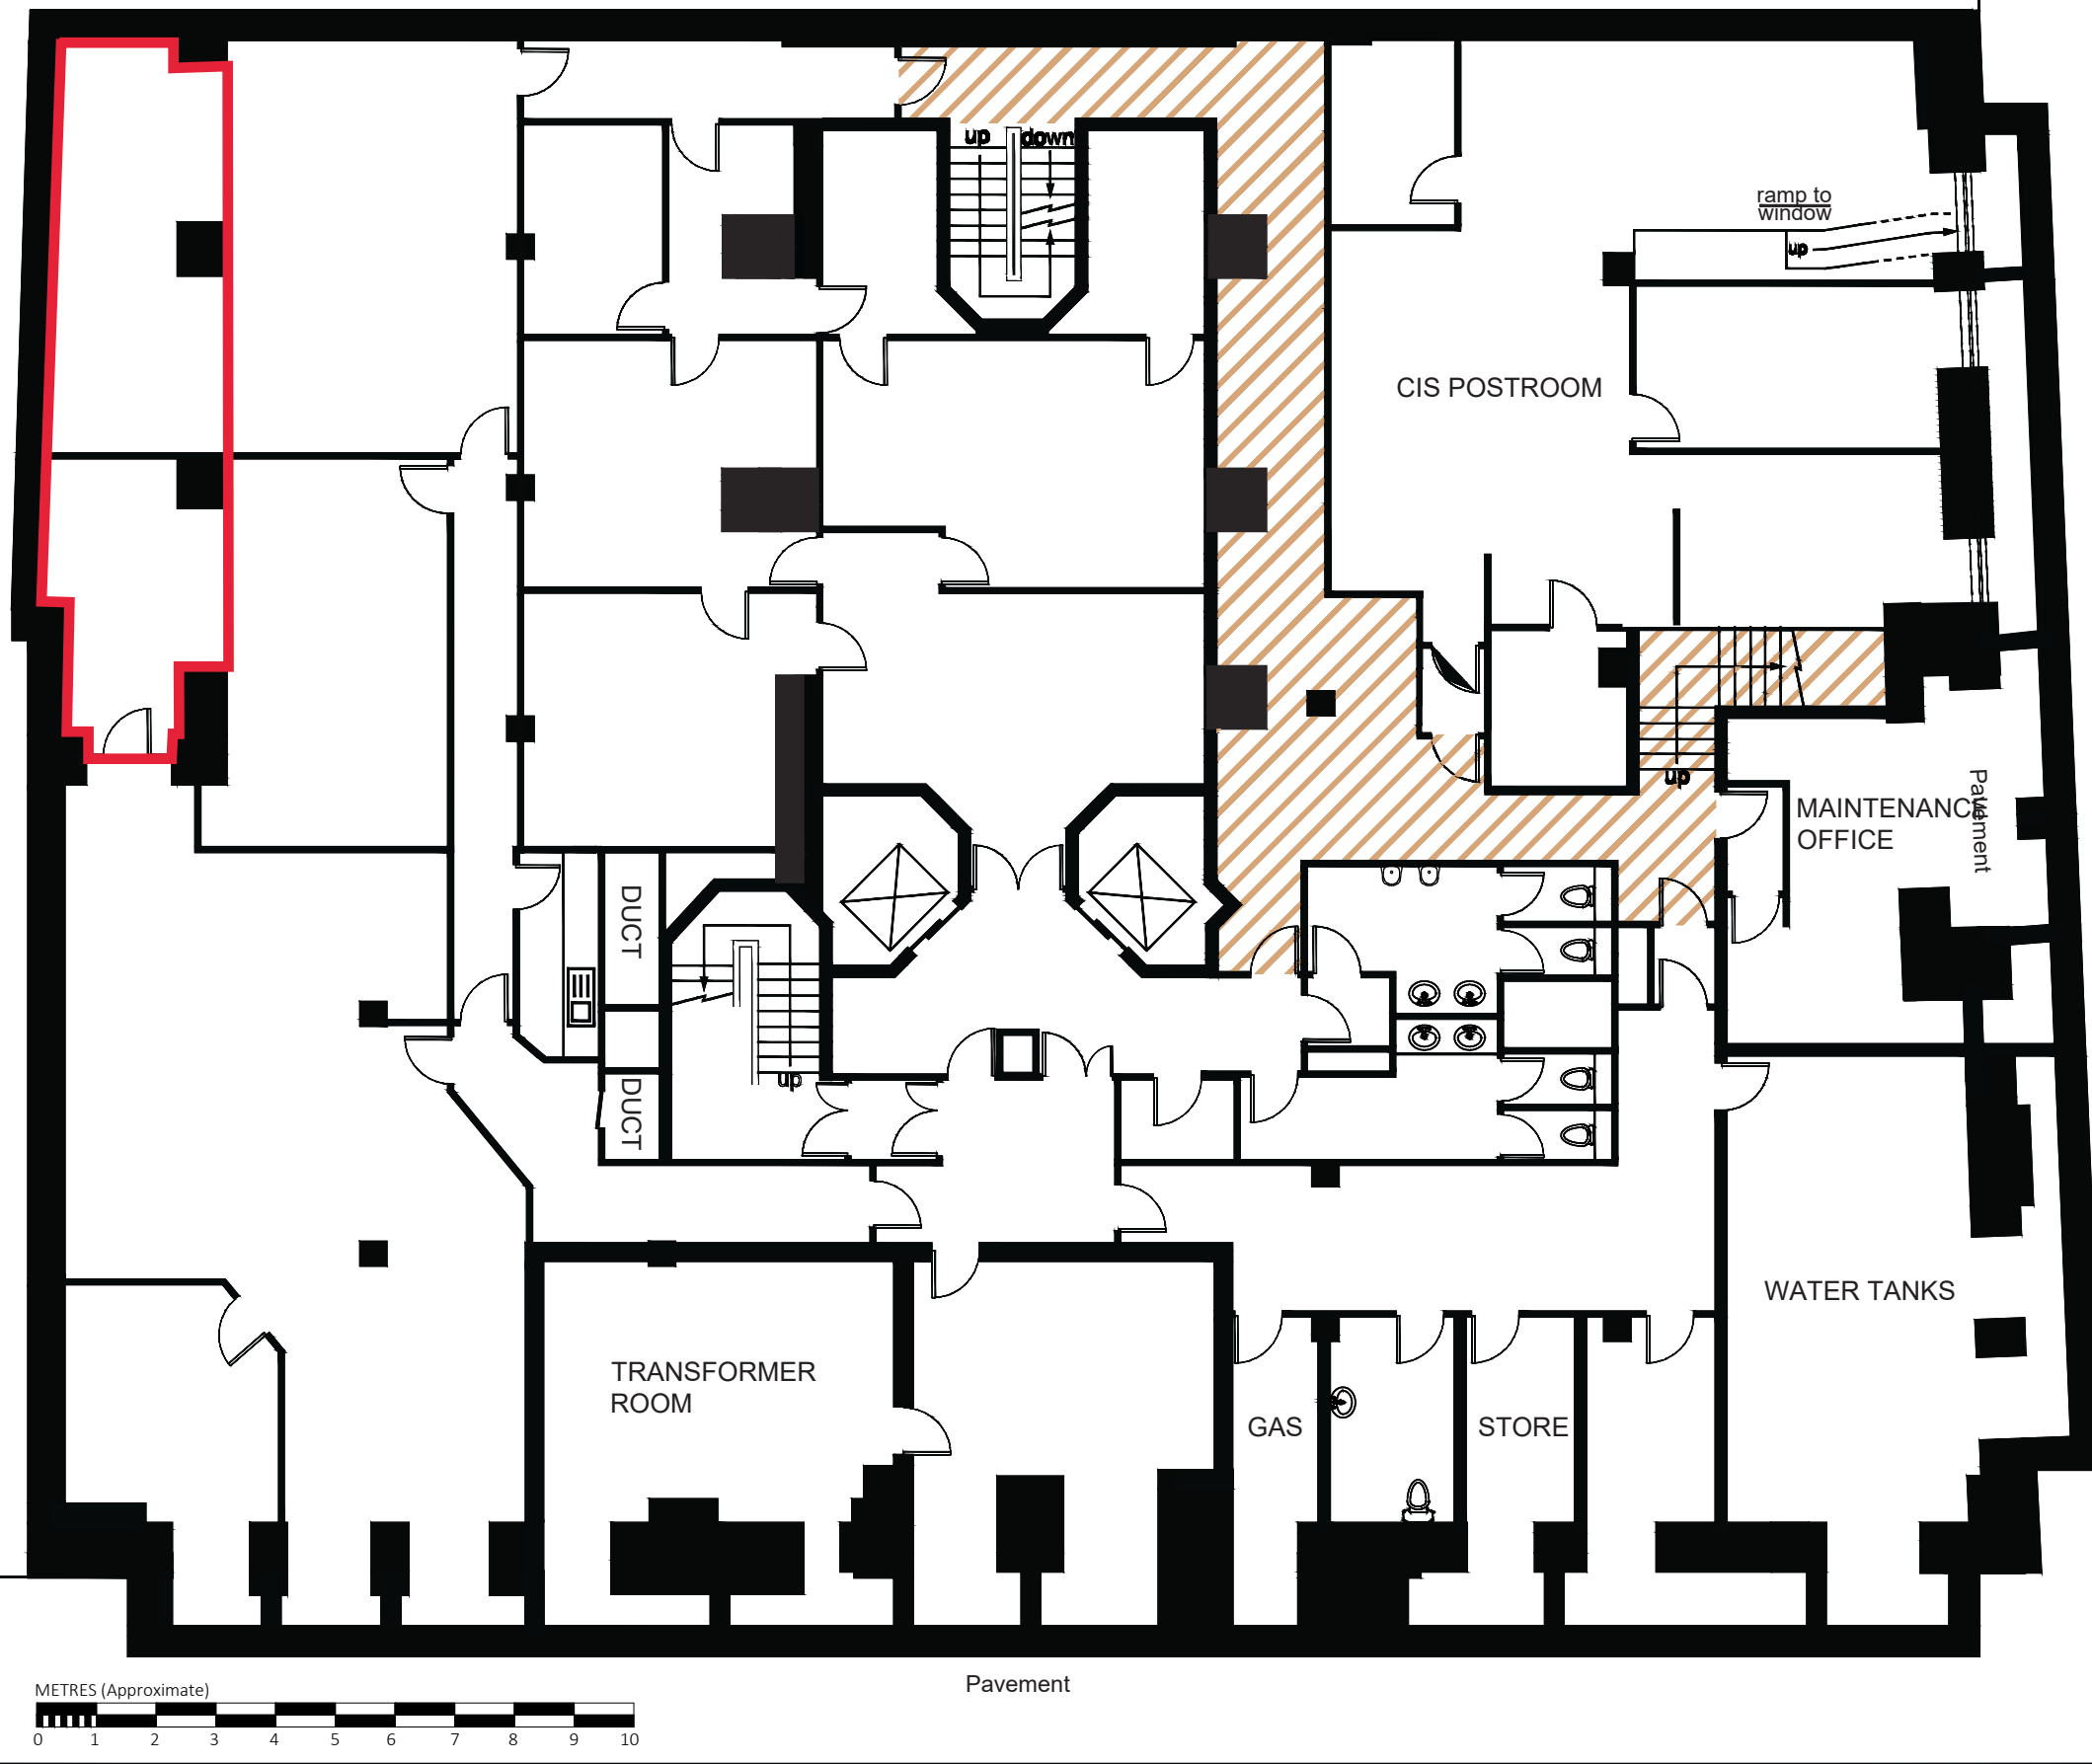 up down
ramp to
window
up
CIS POSTROOM
up
MAINTENANCE
OFFICE
Pavement
DUCT
up
DUCT
WATER TANKS
TRANSFORMER
ROOM
GAS
STORE
Pavement
METRES (Approximate)
0 1 2 3 4 5 6 7 8 9 10